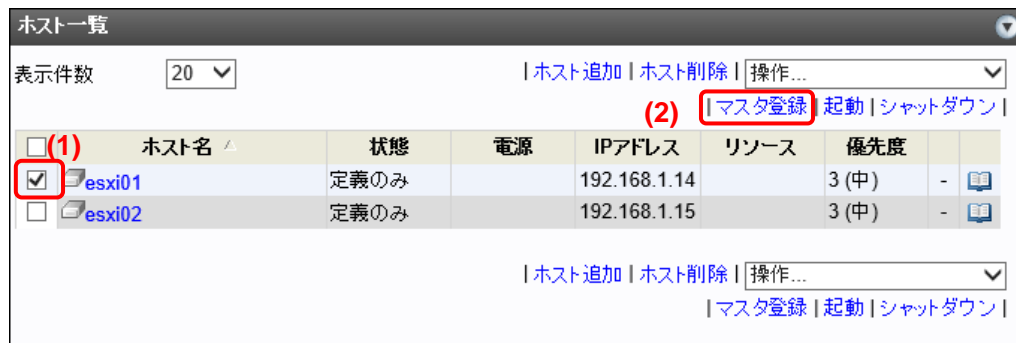 ホスト一覧
表示件数 20 |ホスト追加|ホスト削除|操作...
(2) |マスタ登録|起動|シャットダウン|
(1) ホスト名 状態 電源 IPアドレス リソース 優先度
esxi01 定義のみ 192.168.1.14 3 (中) -
esxi02 定義のみ 192.168.1.15 3 (中) -
|ホスト追加|ホスト削除|操作...
|マスタ登録|起動|シャットダウン|